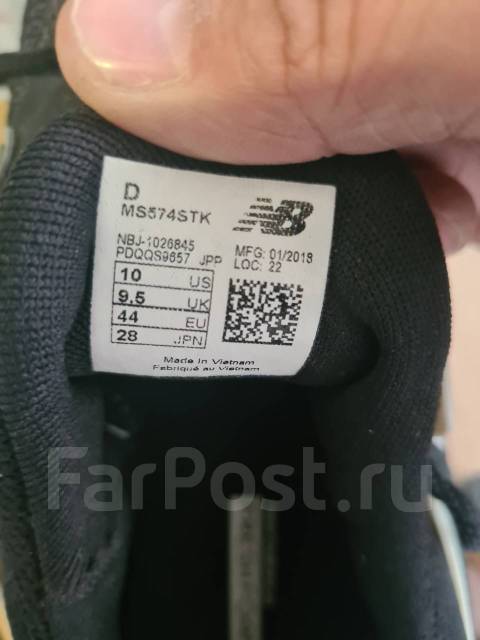 D
MS574STK
NB
NBJ-1026845
PDQQS9657 JPP
MFG: 01/2018
LOC: 22
10 US
9.5 UK
44 EU
28 JPN
Made in Vietnam
Fabriqué au Vietnam
FarPost.ru